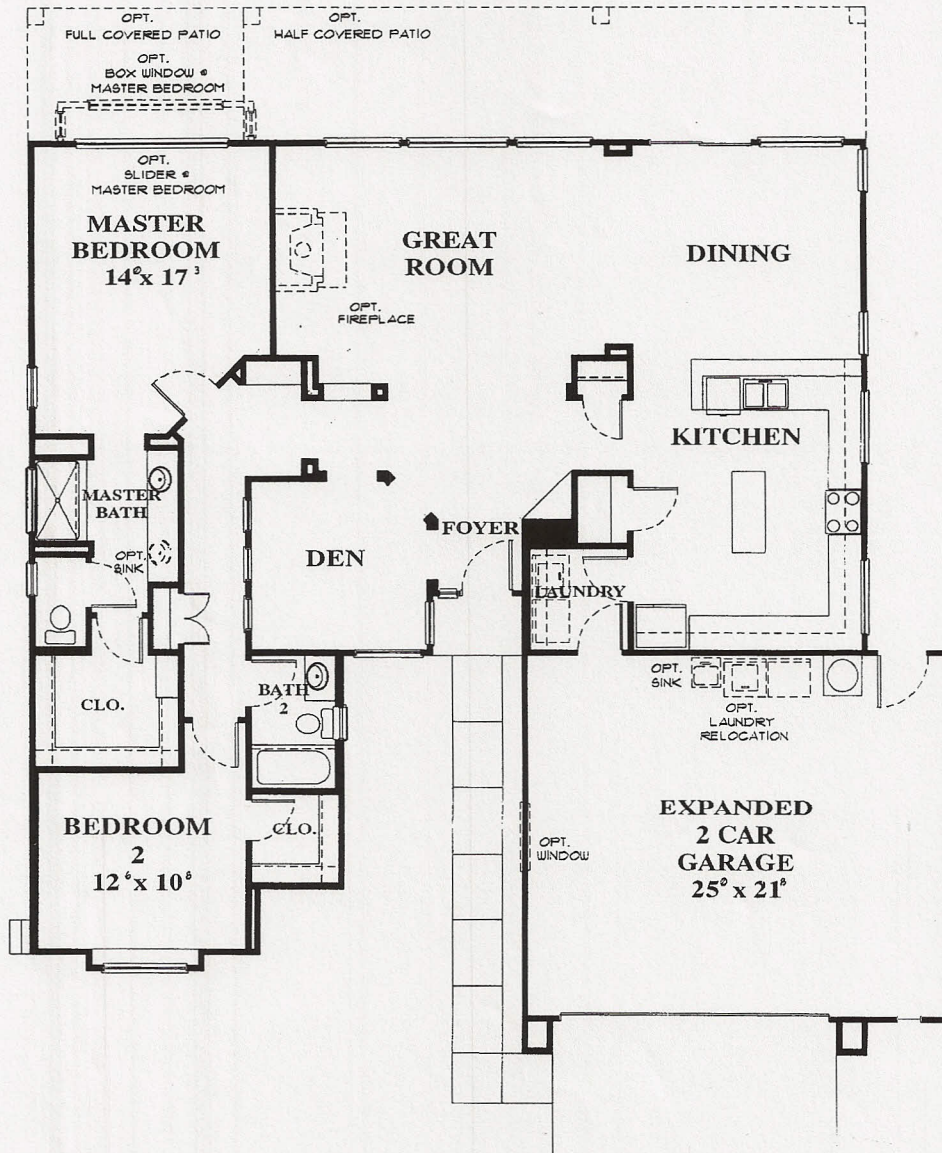 OPT.
FULL COVERED PATIO
OPT.
HALF COVERED PATIO
OPT.
BOX WINDOW @
MASTER BEDROOM
OPT.
SLIDER @
MASTER BEDROOM
MASTER
BEDROOM
14⁰x 17³
GREAT
ROOM
DINING
OPT.
FIREPLACE
KITCHEN
MASTER
BATH
OPT.
SINK
FOYER
DEN
LAUNDRY
CLO.
BATH
2
OPT.
SINK
OPT.
LAUNDRY
RELOCATION
BEDROOM
2
12⁶x 10⁸
CLO.
OPT.
WINDOW
EXPANDED
2 CAR
GARAGE
25⁰ x 21⁸